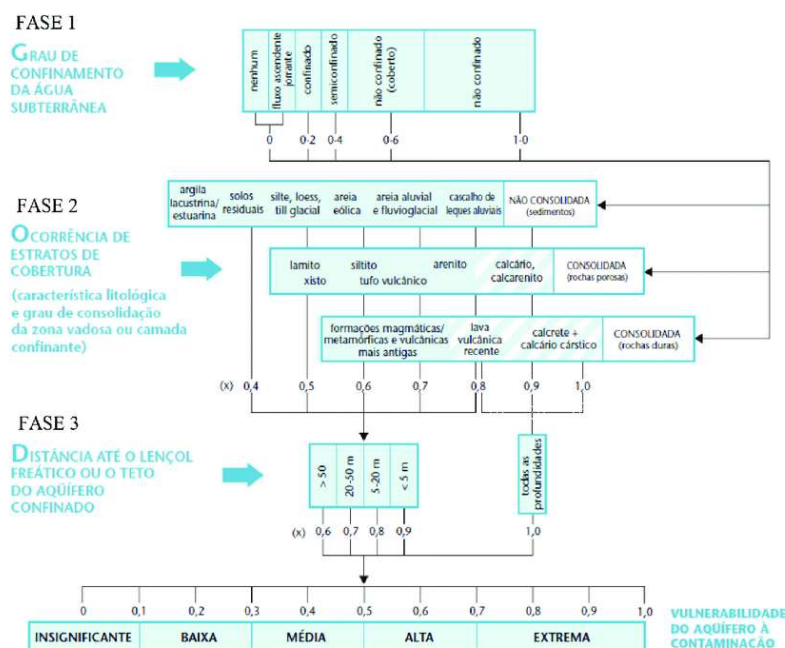 FASE 1
GRAU DE
CONFINAMENTO
DA ÁGUA
SUBTERRÂNEA
nenhum
fluxo ascendente
jorrante
confinado
semiconfinado
não confinado
(coberto)
não confinado
0
0·2
0·4
0·6
1·0
FASE 2
OCORRÊNCIA DE
ESTRATOS DE
COBERTURA
(característica litológica
e grau de consolidação
da zona vadosa ou camada
confinante)
argila
lacustrina/
estuarina
solos
residuais
silte, loess,
till glacial
areia
eólica
areia aluvial
e fluvioglacial
cascalho de
leques aluviais
NÃO CONSOLIDADA
(sedimentos)
lamito
xisto
siltito
tufo vulcânico
arenito
calcário,
calcarenito
CONSOLIDADA
(rochas porosas)
formações magmáticas/
metamórficas e vulcânicas
mais antigas
lava
vulcânica
recente
calcrete +
calcário cárstico
CONSOLIDADA
(rochas duras)
(x) 0,4 0,5 0,6 0,7 0,8 0,9 1,0
FASE 3
DISTÂNCIA ATÉ O LENÇOL
FREÁTICO OU O TETO
DO AQÜÍFERO
CONFINADO
> 50
20-50 m
5-20 m
< 5 m
todas as
profundidades
(x) 0,6 0,7 0,8 0,9 1,0
0 0,1 0,2 0,3 0,4 0,5 0,6 0,7 0,8 0,9 1,0
INSIGNIFICANTE BAIXA MÉDIA ALTA EXTREMA
VULNERABILIDADE
DO AQÜÍFERO À
CONTAMINAÇÃO